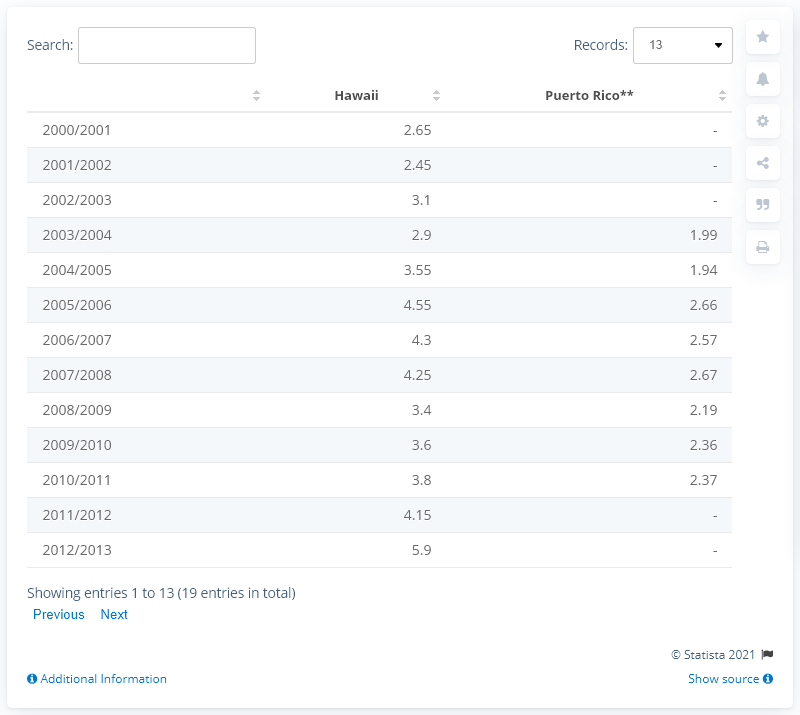 Search: Records: 13
Hawaii Puerto Rico**
2000/2001 2.65 -
2001/2002 2.45 -
2002/2003 3.1 -
2003/2004 2.9 1.99
2004/2005 3.55 1.94
2005/2006 4.55 2.66
2006/2007 4.3 2.57
2007/2008 4.25 2.67
2008/2009 3.4 2.19
2009/2010 3.6 2.36
2010/2011 3.8 2.37
2011/2012 4.15 -
2012/2013 5.9 -
Showing entries 1 to 13 (19 entries in total)
Previous Next
© Statista 2021
Additional Information Show source